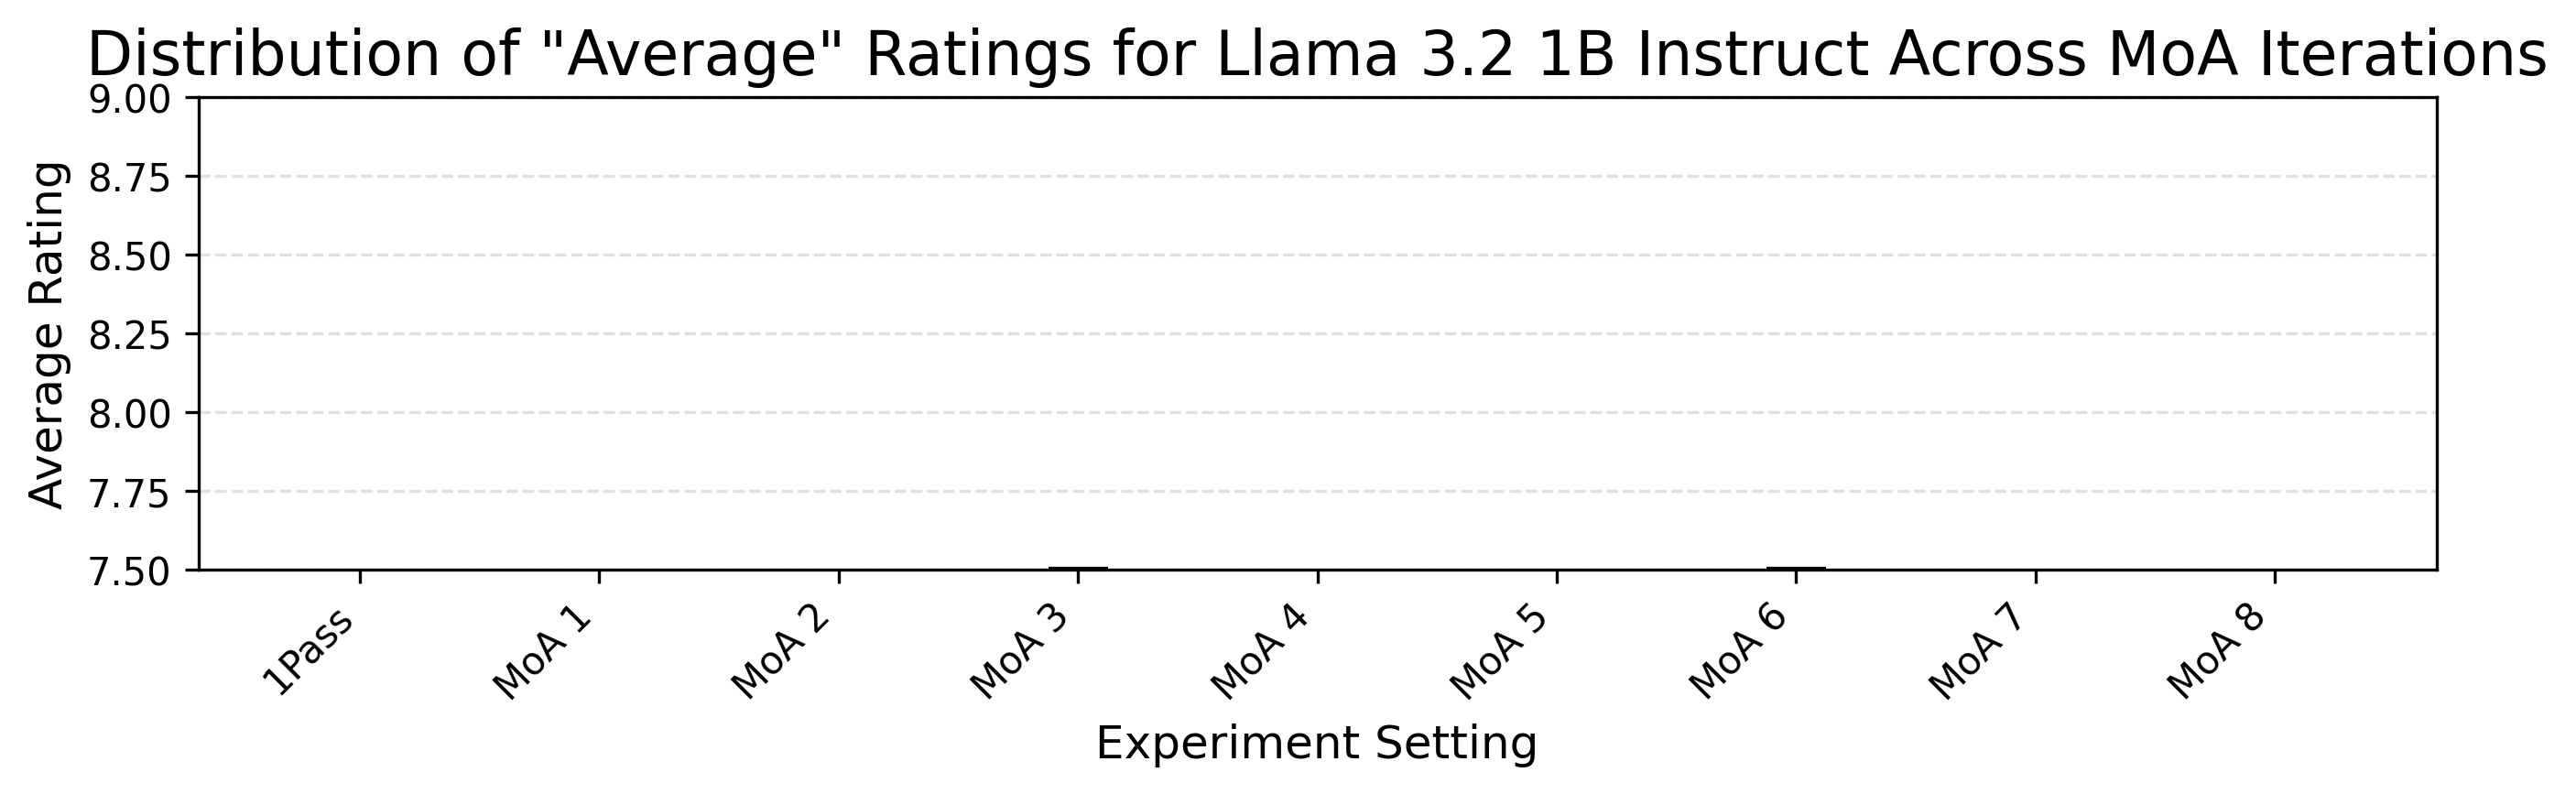 Distribution of "Average" Ratings for Llama 3.2 1B Instruct Across MoA Iterations
Average Rating
9.00
8.75
8.50
8.25
8.00
7.75
7.50
1Pass
MoA 1
MoA 2
MoA 3
MoA 4
MoA 5
MoA 6
MoA 7
MoA 8
Experiment Setting